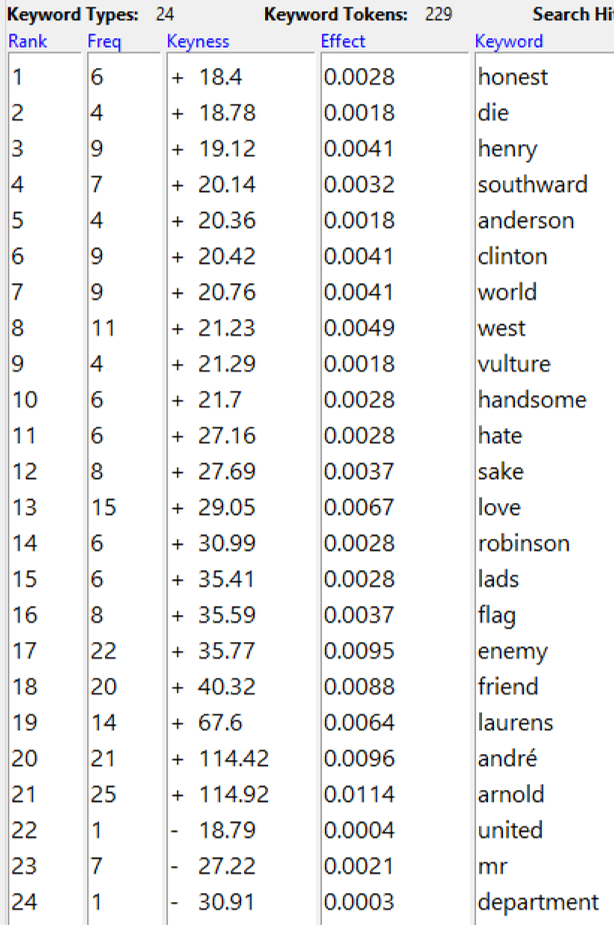 Keyword Types: 24 Keyword Tokens: 229 Search Hi
Rank Freq Keyness Effect Keyword
1 6 + 18.4 0.0028 honest
2 4 + 18.78 0.0018 die
3 9 + 19.12 0.0041 henry
4 7 + 20.14 0.0032 southward
5 4 + 20.36 0.0018 anderson
6 9 + 20.42 0.0041 clinton
7 9 + 20.76 0.0041 world
8 11 + 21.23 0.0049 west
9 4 + 21.29 0.0018 vulture
10 6 + 21.7 0.0028 handsome
11 6 + 27.16 0.0028 hate
12 8 + 27.69 0.0037 sake
13 15 + 29.05 0.0067 love
14 6 + 30.99 0.0028 robinson
15 6 + 35.41 0.0028 lads
16 8 + 35.59 0.0037 flag
17 22 + 35.77 0.0095 enemy
18 20 + 40.32 0.0088 friend
19 14 + 67.6 0.0064 laurens
20 21 + 114.42 0.0096 andré
21 25 + 114.92 0.0114 arnold
22 1 - 18.79 0.0004 united
23 7 - 27.22 0.0021 mr
24 1 - 30.91 0.0003 department